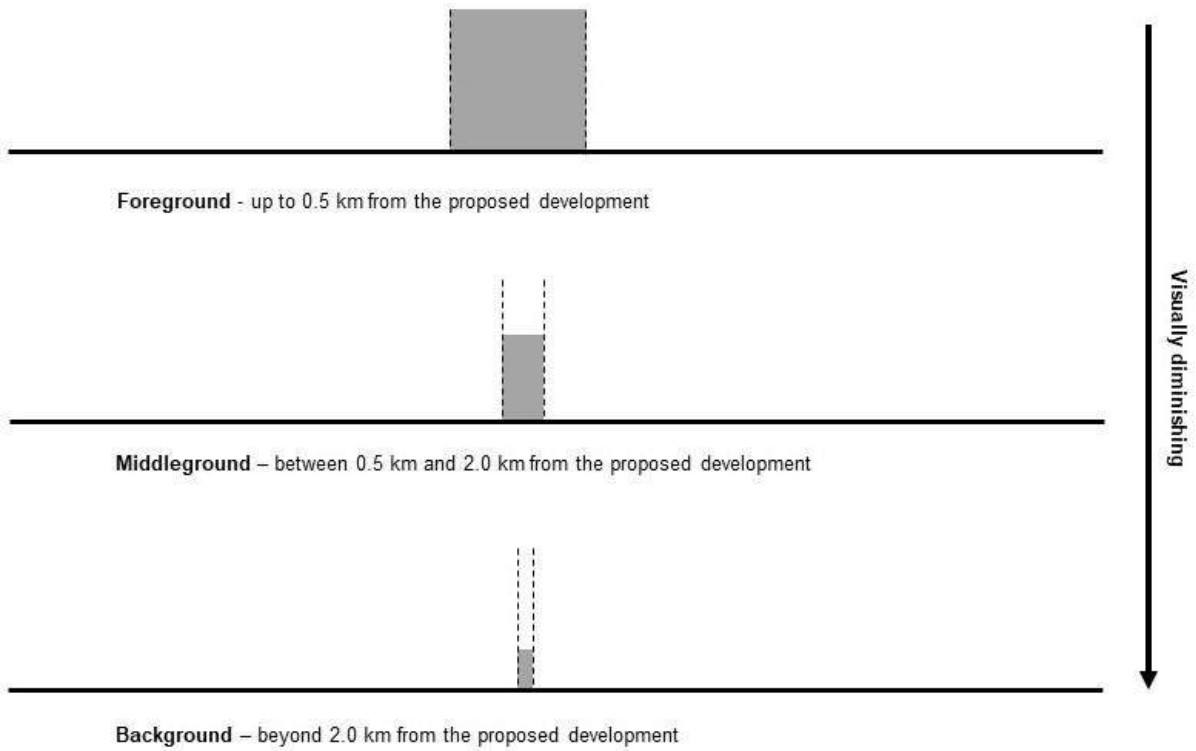 Foreground - up to 0.5 km from the proposed development
Middleground – between 0.5 km and 2.0 km from the proposed development
Background – beyond 2.0 km from the proposed development
Visually diminishing